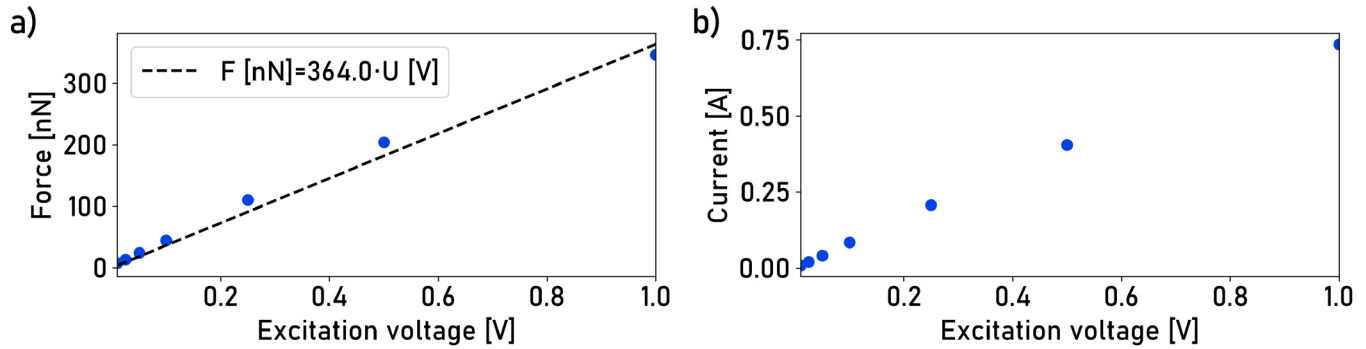 a)
Force [nN]
300
200
100
0
F [nN]=364.0·U [V]
0.2 0.4 0.6 0.8 1.0
Excitation voltage [V]
b)
Current [A]
0.75
0.50
0.25
0.00
0.2 0.4 0.6 0.8 1.0
Excitation voltage [V]